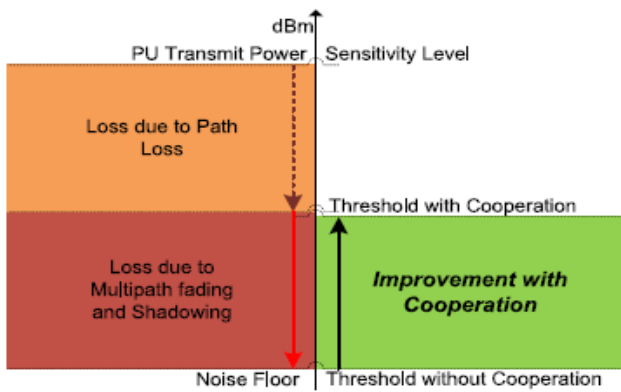 dBm
PU Transmit Power
Sensitivity Level
Loss due to Path
Loss
Threshold with Cooperation
Loss due to
Multipath fading
and Shadowing
Improvement with
Cooperation
Noise Floor
Threshold without Cooperation